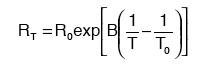 R_T = R_0 exp[B(1/T − 1/T_0)]